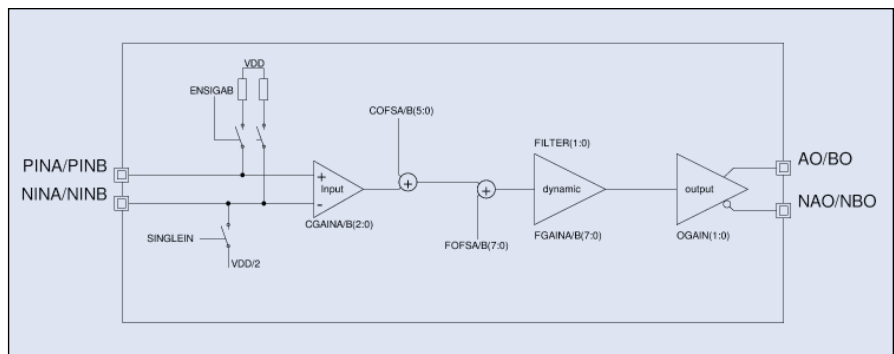 VDD
ENSIGAB
COFSA/B(5:0)
PINA/PINB
FILTER(1:0)
AO/BO
+
Input
-
+
+
dynamic
output
NINA/NINB
CGAINA/B(2:0)
NAO/NBO
SINGLEIN
FOFSA/B(7:0)
FGAINA/B(7:0)
OGAIN(1:0)
VDD/2